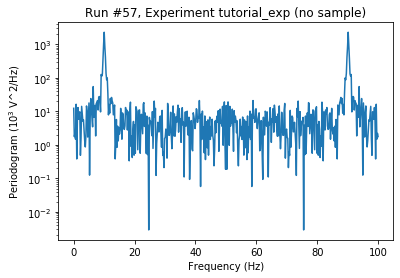 Run #57, Experiment tutorial_exp (no sample)
Periodogram (10³ V^2/Hz)
10³
10²
10¹
10⁰
10⁻¹
10⁻²
0 20 40 60 80 100
Frequency (Hz)